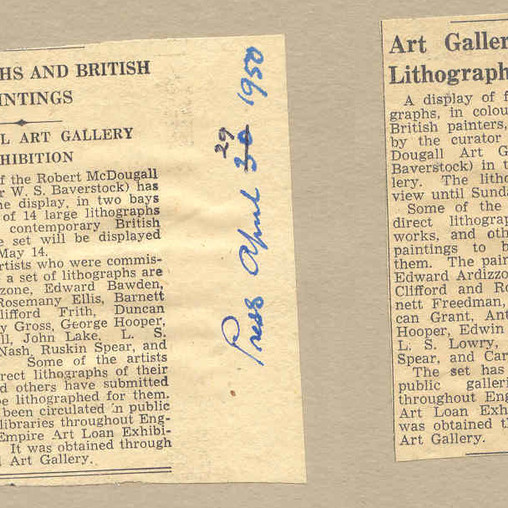 HS AND BRITISH
INTINGS
L ART GALLERY
HIBITION
of the Robert McDougall
r W. S. Baverstock) has
e display, in two bays
of 14 large lithographs
contemporary British
e set will be displayed
May 14.
rtists who were commis-
a set of lithographs are
zone, Edward Bawden,
Rosemany Ellis, Barnett
lifford Frith, Duncan
y Gross, George Hooper,
ll, John Lake, L. S.
Nash, Ruskin Spear, and
Some of the artists
rect lithographs of their
d others have submitted
be lithographed for them.
been circulated in public
libraries throughout Eng-
Empire Art Loan Exhibi-
It was obtained through
l Art Gallery.
Press April 30 29 1950
Art Galler
Lithograph
A display of f
graphs, in colou
British painters,
by the curator
Dougall Art G
Baverstock) in t
lery. The litho
view until Sunda
Some of the
direct lithograp
works, and oth
paintings to b
them. The pain
Edward Ardizzo
Clifford and Ro
nett Freedman,
can Grant, Ant
Hooper, Edwin
L. S. Lowry,
Spear, and Car
The set has
public galleri
throughout Eng
Art Loan Exh
was obtained th
Art Gallery.